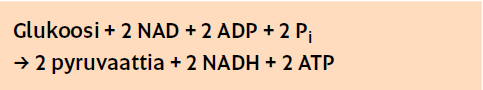 Glukoosi + 2 NAD + 2 ADP + 2 Pᵢ
→ 2 pyruvaattia + 2 NADH + 2 ATP